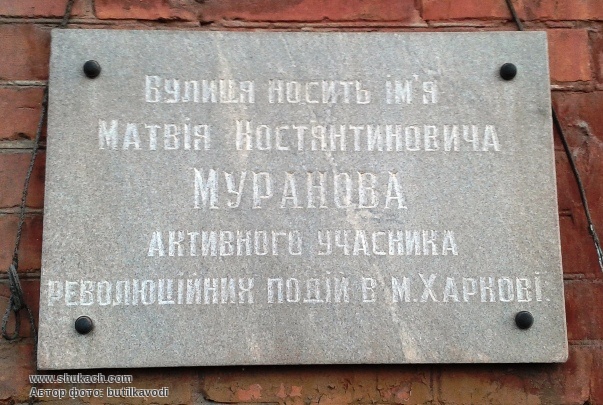 Вулиця носить ім'я
Матвія Костянтиновича
Муранова
активного учасника
революційних подій в м. Харкові.
www.shukach.com
Автор фото: butilkavodi